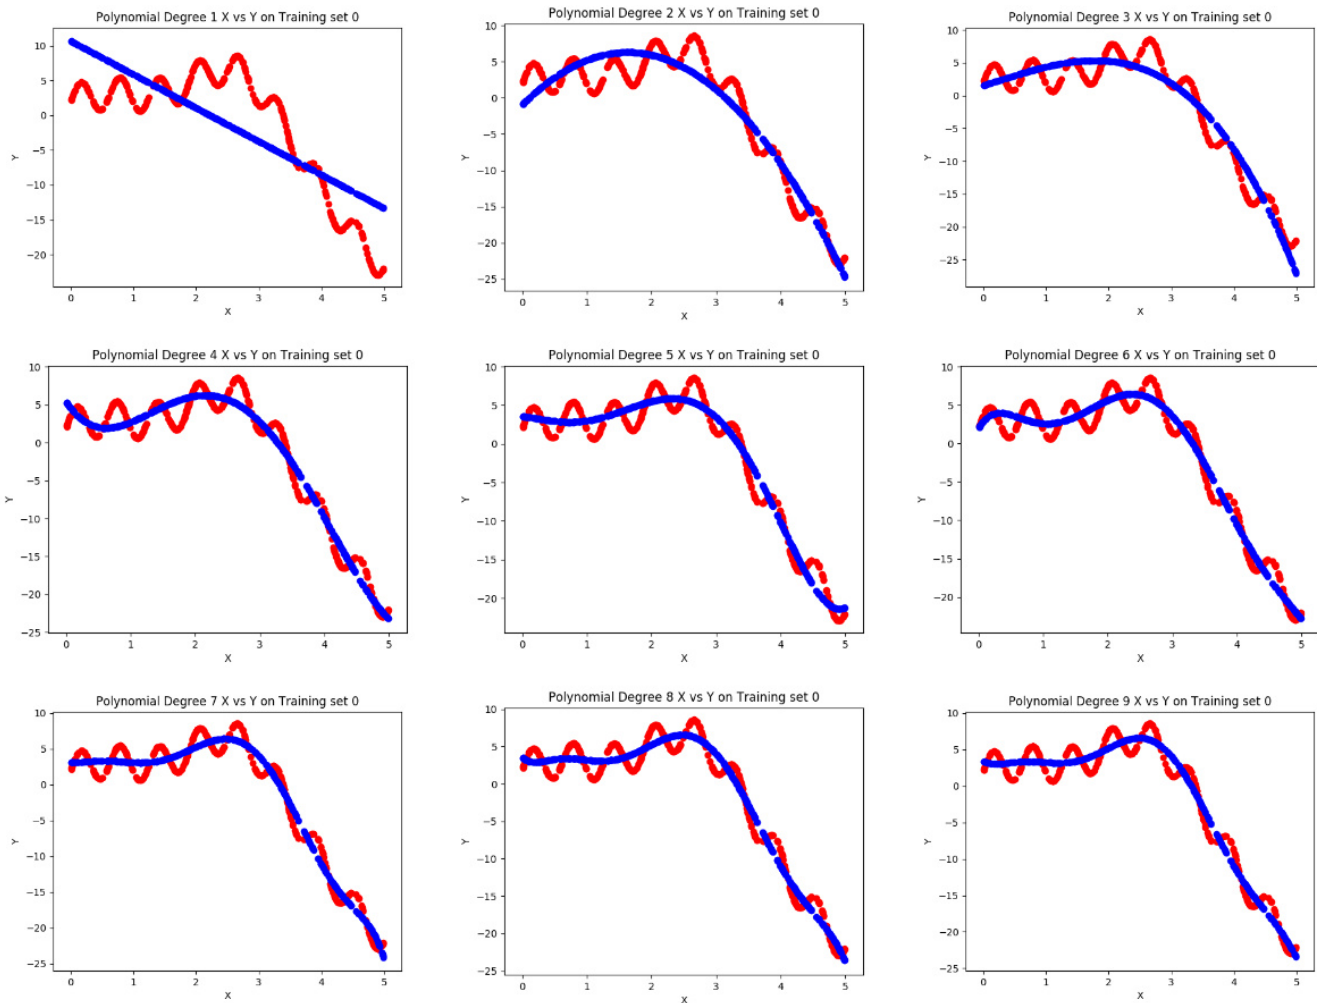 Polynomial Degree 1 X vs Y on Training set 0
10
5
0
−5
−10
−15
−20
Y
0 1 2 3 4 5
X
Polynomial Degree 2 X vs Y on Training set 0
10
5
0
−5
−10
−15
−20
−25
Y
0 1 2 3 4 5
X
Polynomial Degree 3 X vs Y on Training set 0
10
5
0
−5
−10
−15
−20
−25
Y
0 1 2 3 4 5
X
Polynomial Degree 4 X vs Y on Training set 0
10
5
0
−5
−10
−15
−20
−25
Y
0 1 2 3 4 5
X
Polynomial Degree 5 X vs Y on Training set 0
10
5
0
−5
−10
−15
−20
Y
0 1 2 3 4 5
X
Polynomial Degree 6 X vs Y on Training set 0
10
5
0
−5
−10
−15
−20
Y
0 1 2 3 4 5
X
Polynomial Degree 7 X vs Y on Training set 0
10
5
0
−5
−10
−15
−20
−25
Y
0 1 2 3 4 5
X
Polynomial Degree 8 X vs Y on Training set 0
10
5
0
−5
−10
−15
−20
−25
Y
0 1 2 3 4 5
X
Polynomial Degree 9 X vs Y on Training set 0
10
5
0
−5
−10
−15
−20
−25
Y
0 1 2 3 4 5
X